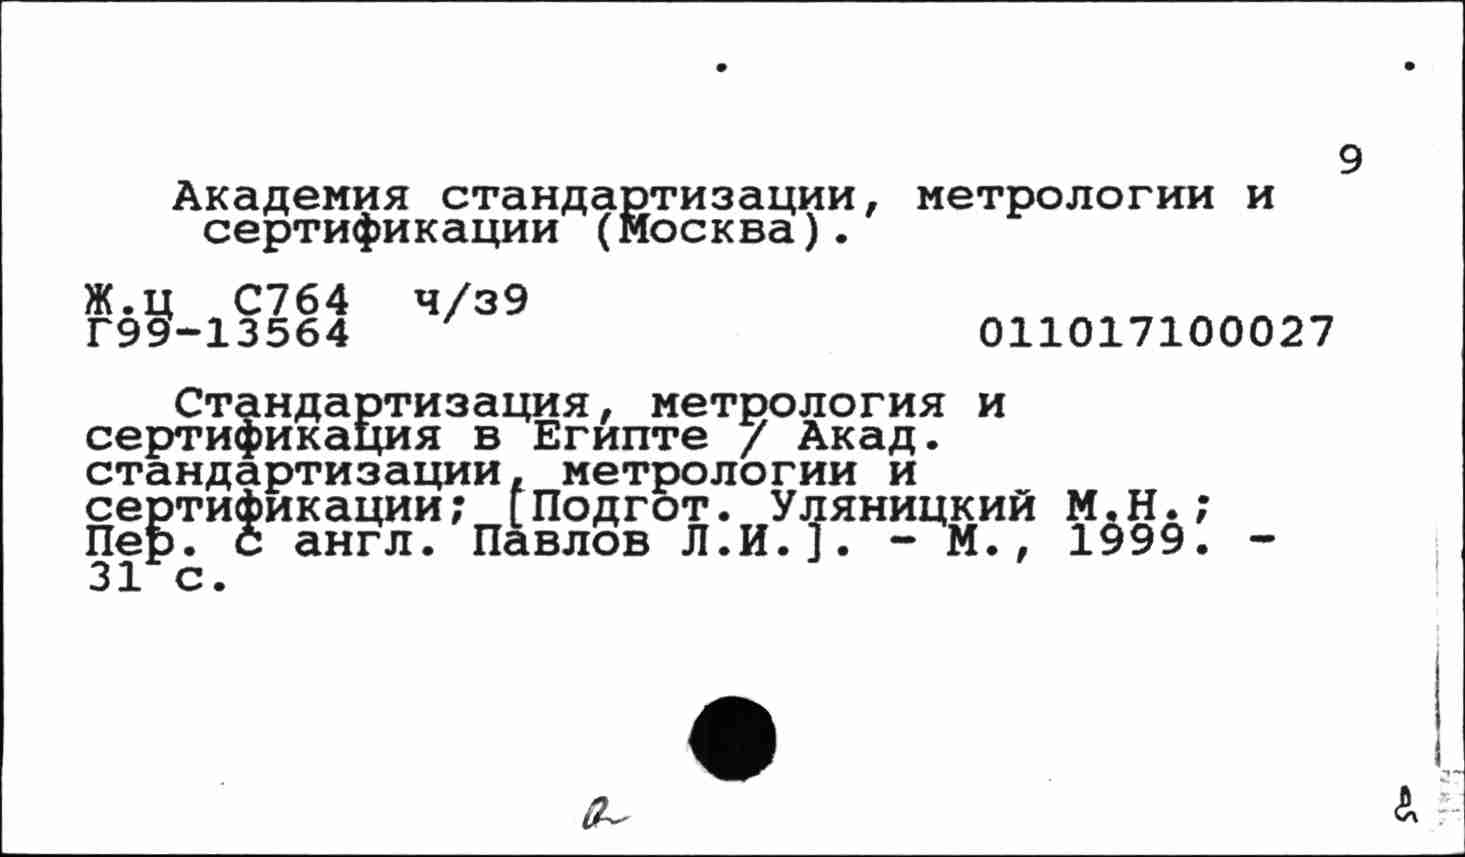 9
Академия стандартизации, метрологии и
сертификации (Москва).
Ж.ц С764 ч/з9
Г99-13564 011017100027
Стандартизация, метрология и
сертификация в Египте / Акад.
стандартизации, метрологии и
сертификации; [Подгот. Уляницкий М.Н.;
Пер. с англ. Павлов Л.И.]. - М., 1999. -
31 с.